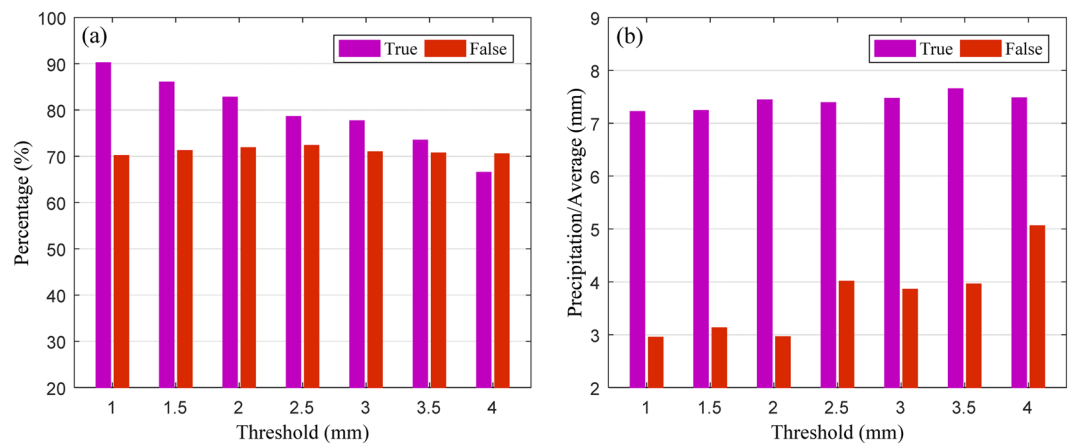 (a)
True
False
100
90
80
70
60
50
40
30
20
Percentage (%)
1 1.5 2 2.5 3 3.5 4
Threshold (mm)
(b)
True
False
9
8
7
6
5
4
3
2
Precipitation/Average (mm)
1 1.5 2 2.5 3 3.5 4
Threshold (mm)